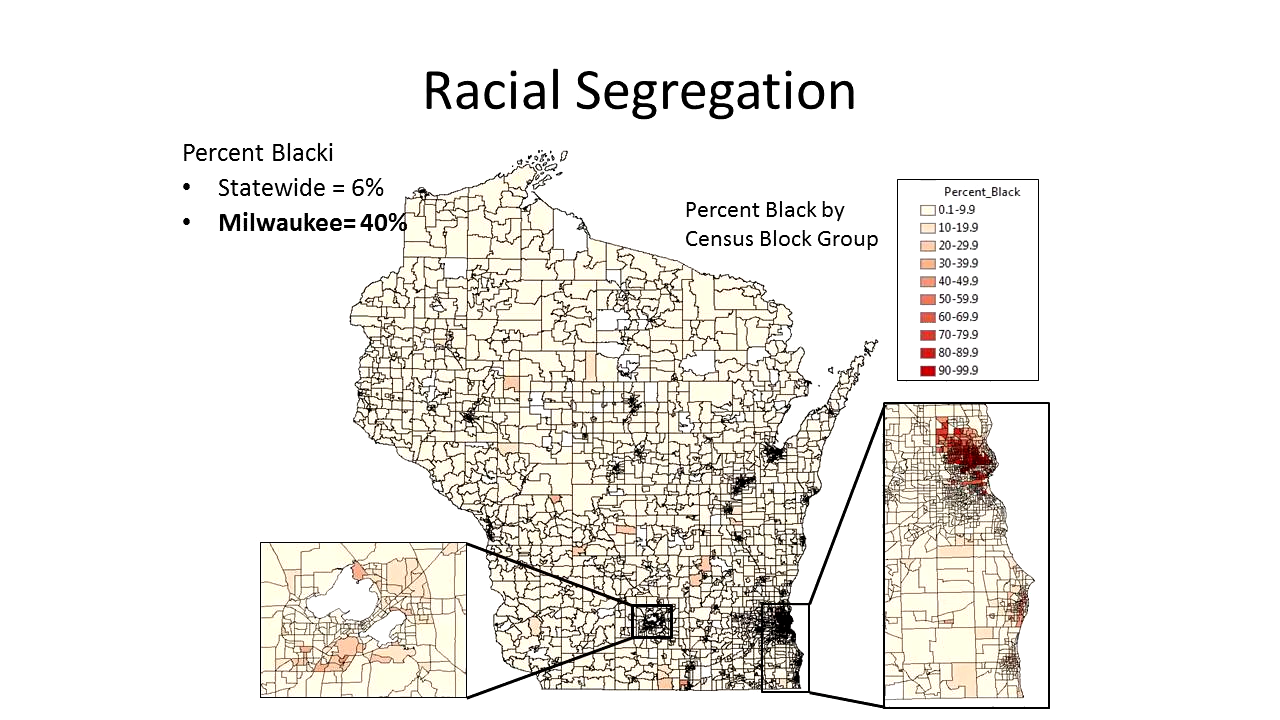 Racial Segregation
Percent Blacki
• Statewide = 6%
• Milwaukee= 40%
Percent Black by
Census Block Group
Percent_Black
0.1-9.9
10-19.9
20-29.9
30-39.9
40-49.9
50-59.9
60-69.9
70-79.9
80-89.9
90-99.9